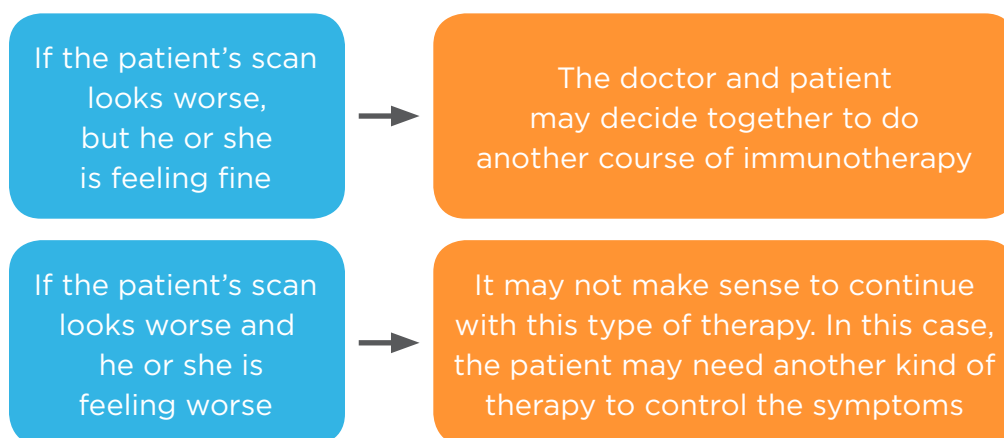 If the patient’s scan
looks worse,
but he or she
is feeling fine
The doctor and patient
may decide together to do
another course of immunotherapy
If the patient’s scan
looks worse and
he or she is
feeling worse
It may not make sense to continue
with this type of therapy. In this case,
the patient may need another kind of
therapy to control the symptoms